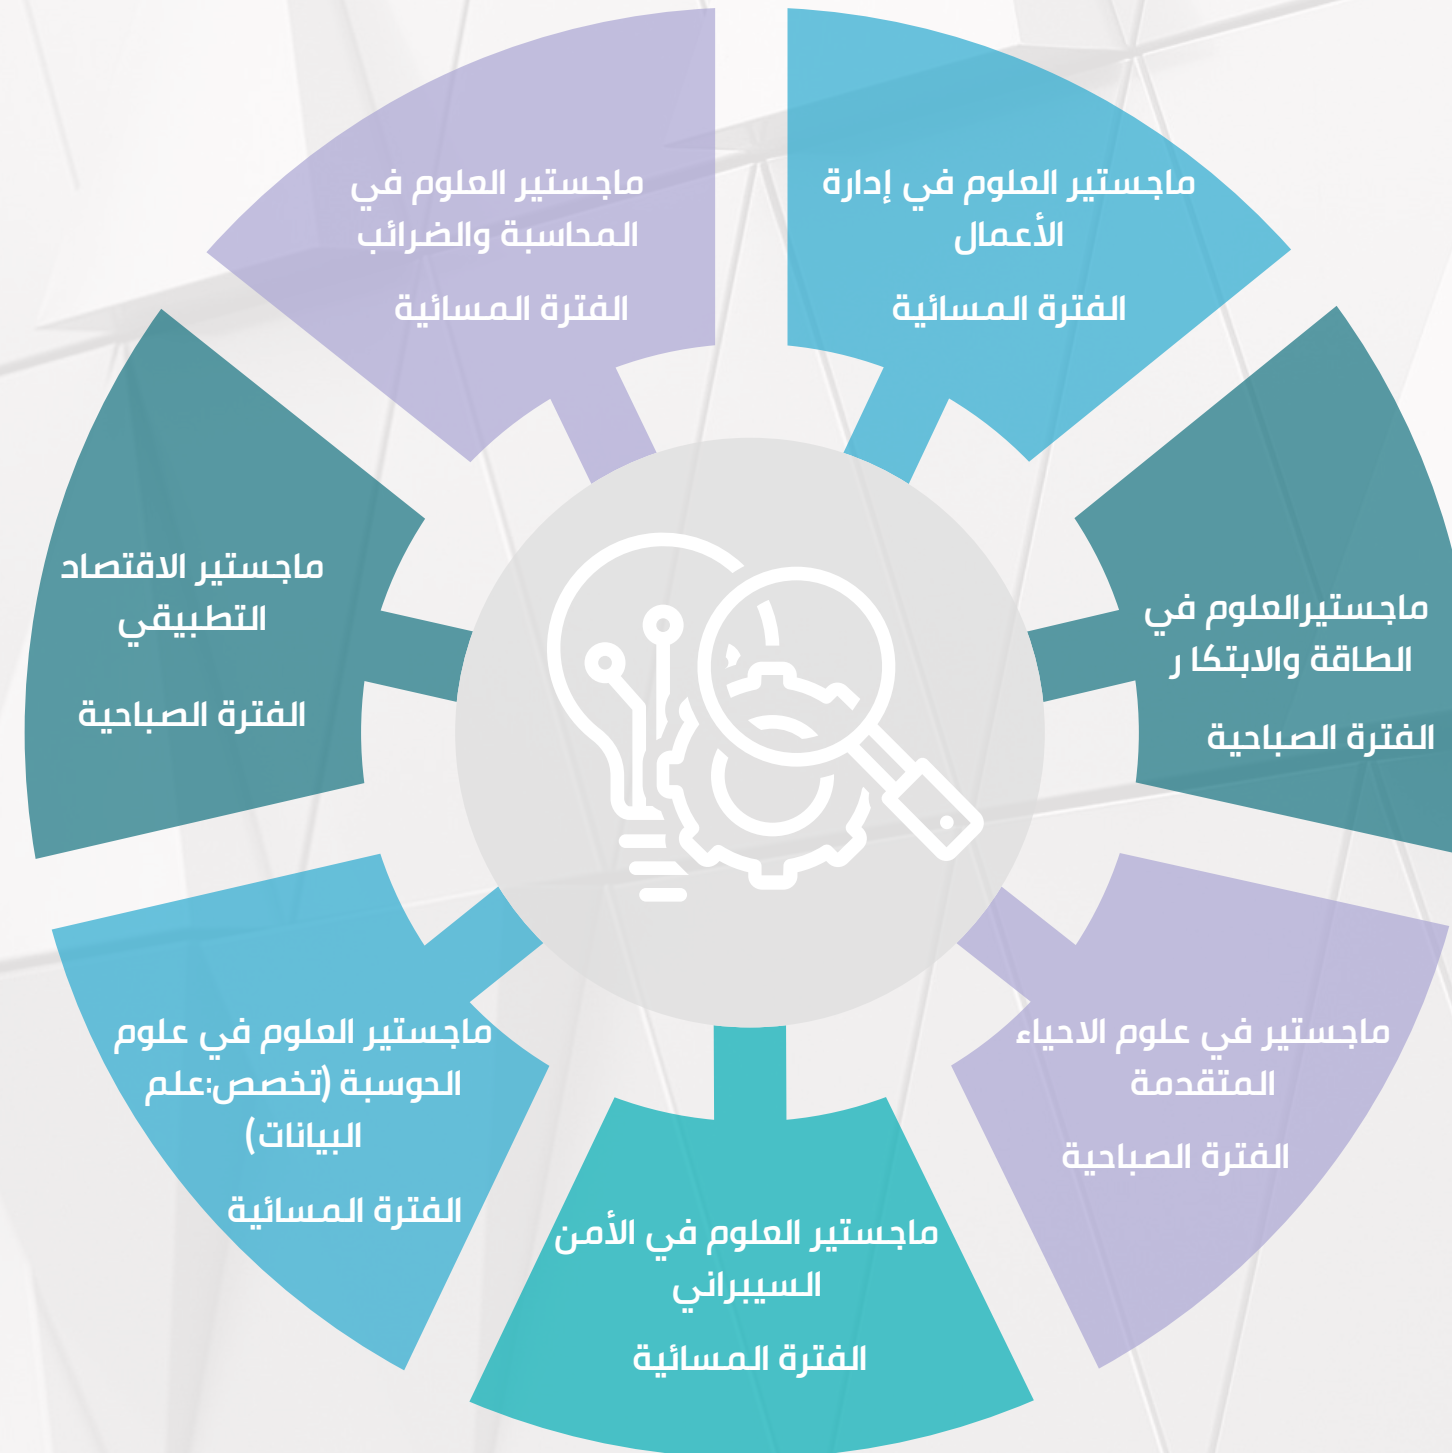 ماجستير العلوم في إدارة
الأعمال
الفترة المسائية
ماجستيرالعلوم في
الطاقة والابتكا ر
الفترة الصباحية
ماجستير في علوم الاحياء
المتقدمة
الفترة الصباحية
ماجستير العلوم في الأمن
السيبراني
الفترة المسائية
ماجستير العلوم في علوم
الحوسبة (تخصص:علم
البيانات)
الفترة المسائية
ماجستير الاقتصاد
التطبيقي
الفترة الصباحية
ماجستير العلوم في
المحاسبة والضرائب
الفترة المسائية